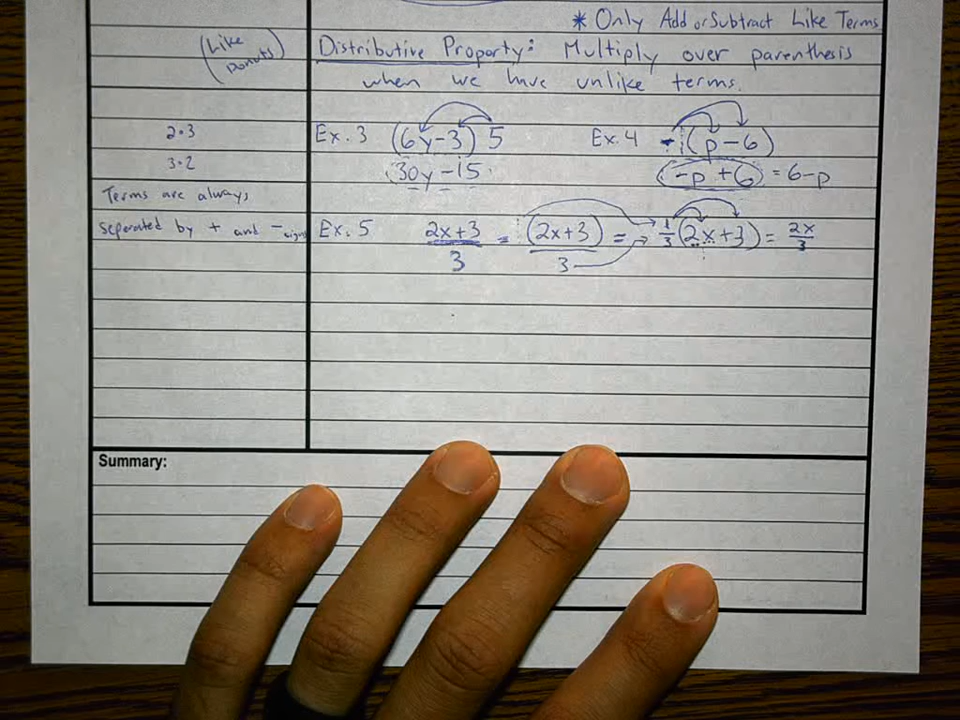 * Only Add or Subtract Like Terms
(Like Donuts)
Distributive Property: Multiply over parenthesis
when we have unlike terms.
2·3
3·2
Ex. 3 (6y-3) 5
30y - 15
Ex. 4 -1(p - 6)
(-p + 6) = 6-p
Terms are always
separated by + and - signs
Ex. 5 2x+3/3 = (2x+3)/3 = 1/3(2x+3) = 2x/3
Summary: